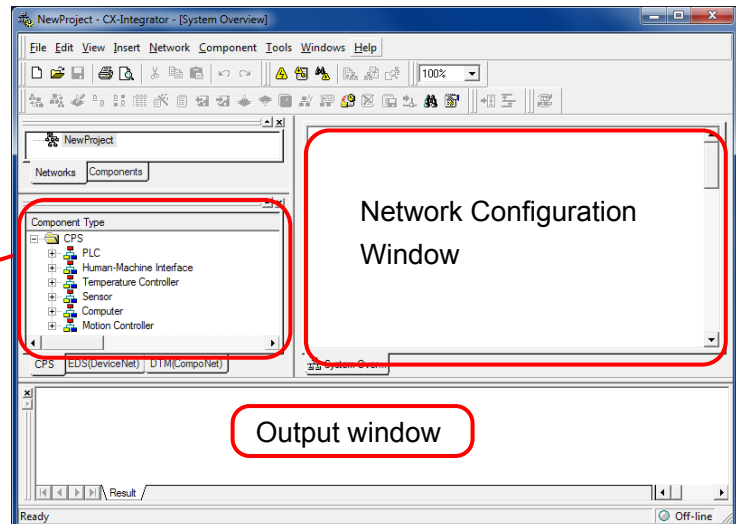 NewProject - CX-Integrator - [System Overview]
File Edit View Insert Network Component Tools Windows Help
100%
NewProject
Networks Components
Component Type
CPS
PLC
Human-Machine Interface
Temperature Controller
Sensor
Computer
Motion Controller
CPS EDS(DeviceNet) DTM(CompoNet)
Network Configuration
Window
System Over...
Output window
Result
Ready
Off-line